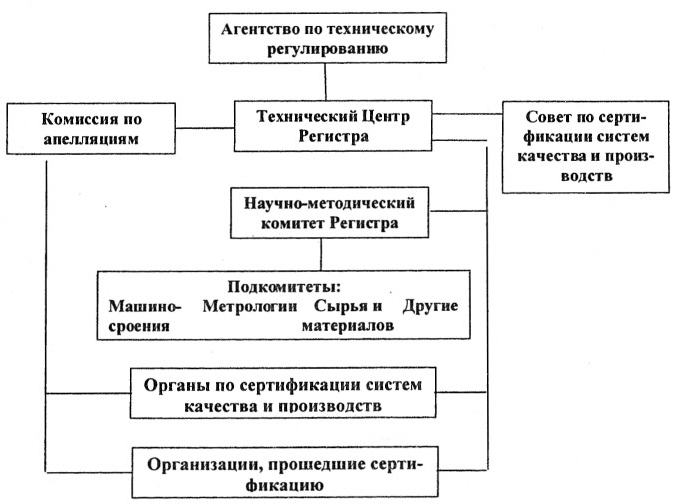 Агентство по техническому
регулированию
Комиссия по
апелляциям
Технический Центр
Регистра
Совет по серти-
фикации систем
качества и произ-
водств
Научно-методический
комитет Регистра
Подкомитеты:
Машино- Метрологии Сырья и Другие
сроения материалов
Органы по сертификации систем
качества и производств
Организации, прошедшие серти-
фикацию